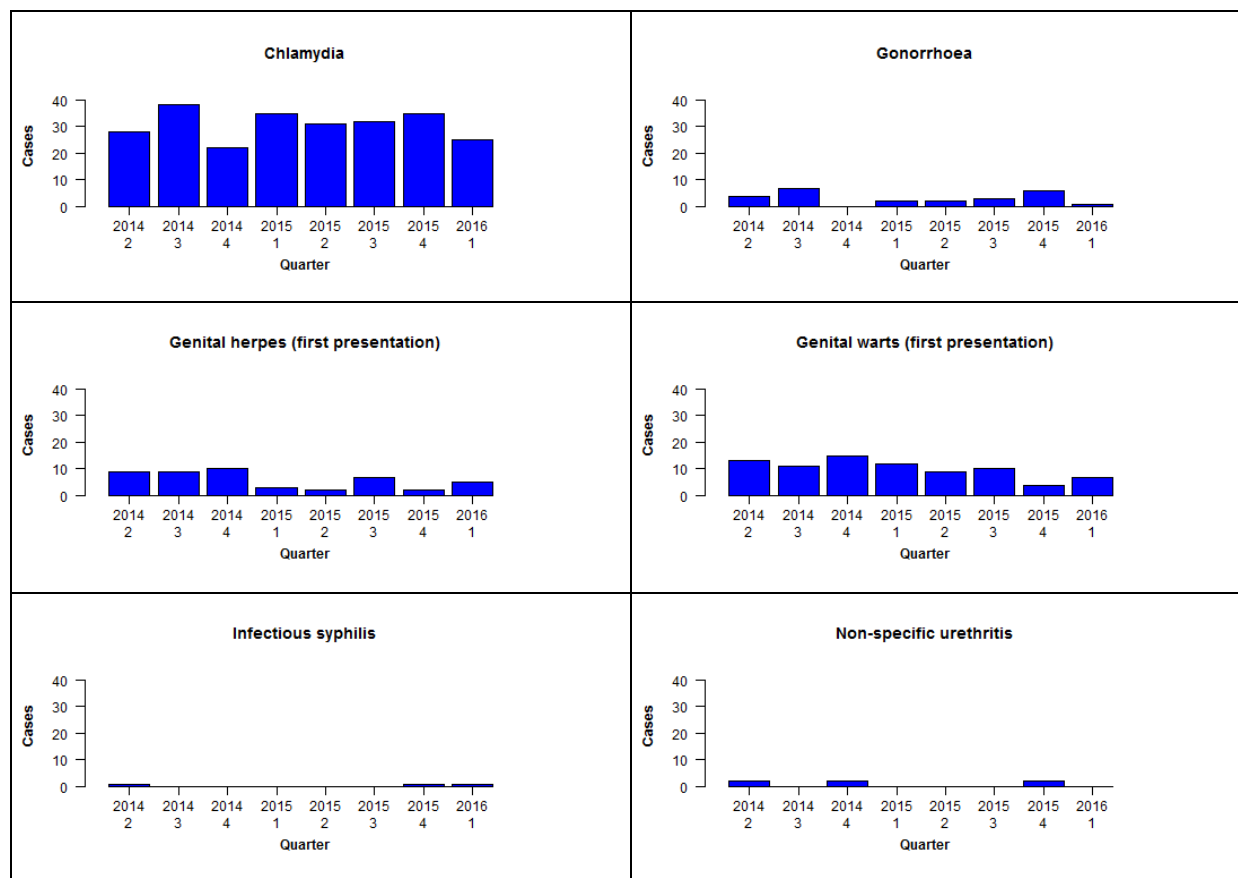 Chlamydia
40
30
20
10
0
Cases
2014 2014 2014 2015 2015 2015 2015 2016
2 3 4 1 2 3 4 1
Quarter
Gonorrhoea
40
30
20
10
0
Cases
2014 2014 2014 2015 2015 2015 2015 2016
2 3 4 1 2 3 4 1
Quarter
Genital herpes (first presentation)
40
30
20
10
0
Cases
2014 2014 2014 2015 2015 2015 2015 2016
2 3 4 1 2 3 4 1
Quarter
Genital warts (first presentation)
40
30
20
10
0
Cases
2014 2014 2014 2015 2015 2015 2015 2016
2 3 4 1 2 3 4 1
Quarter
Infectious syphilis
40
30
20
10
0
Cases
2014 2014 2014 2015 2015 2015 2015 2016
2 3 4 1 2 3 4 1
Quarter
Non-specific urethritis
40
30
20
10
0
Cases
2014 2014 2014 2015 2015 2015 2015 2016
2 3 4 1 2 3 4 1
Quarter